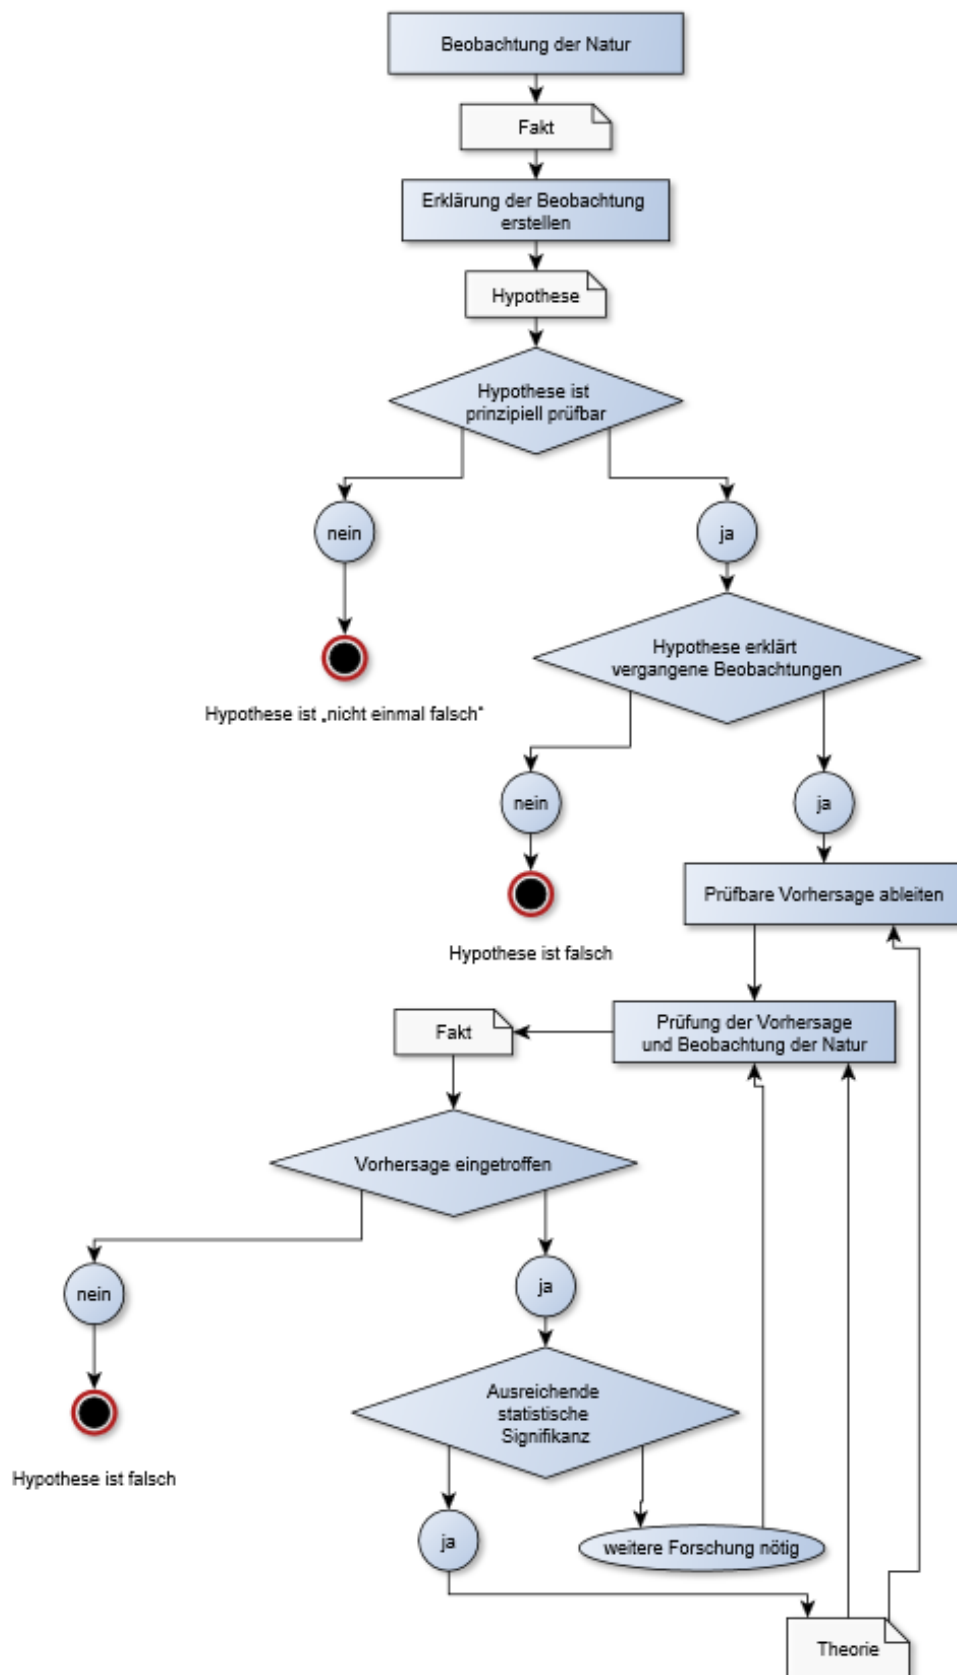 Beobachtung der Natur
Fakt
Erklärung der Beobachtung
erstellen
Hypothese
Hypothese ist
prinzipiell prüfbar
nein
ja
Hypothese erklärt
vergangene Beobachtungen
Hypothese ist „nicht einmal falsch“
nein
ja
Prüfbare Vorhersage ableiten
Hypothese ist falsch
Prüfung der Vorhersage
und Beobachtung der Natur
Fakt
Vorhersage eingetroffen
nein
ja
Ausreichende
statistische
Signifikanz
Hypothese ist falsch
ja
weitere Forschung nötig
Theorie